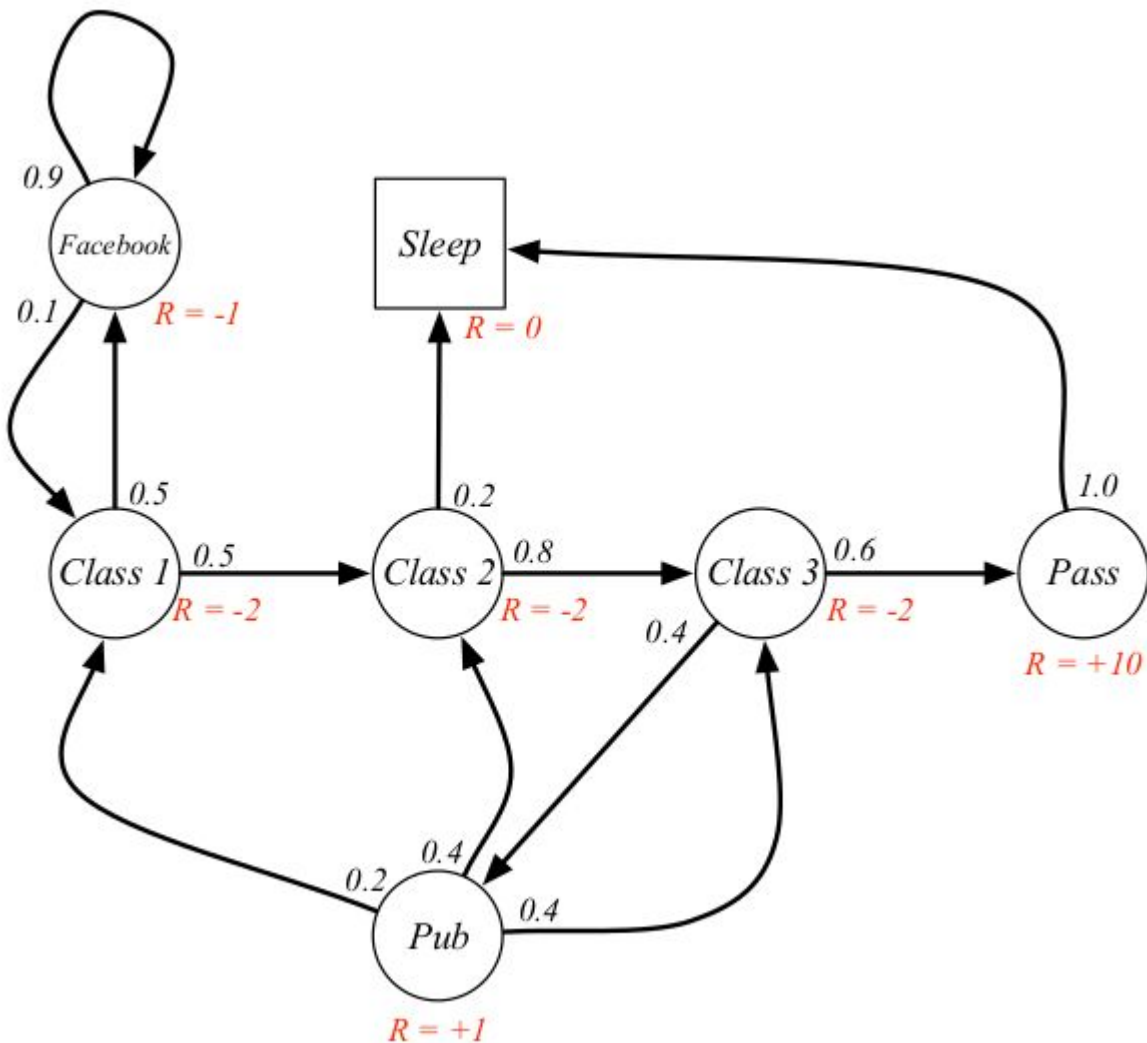 0.9
Facebook
Sleep
0.1
R = -1
R = 0
0.5
0.2
1.0
Class 1
0.5
Class 2
0.8
Class 3
0.6
Pass
R = -2
R = -2
R = -2
0.4
R = +10
0.4
0.2
0.4
Pub
R = +1